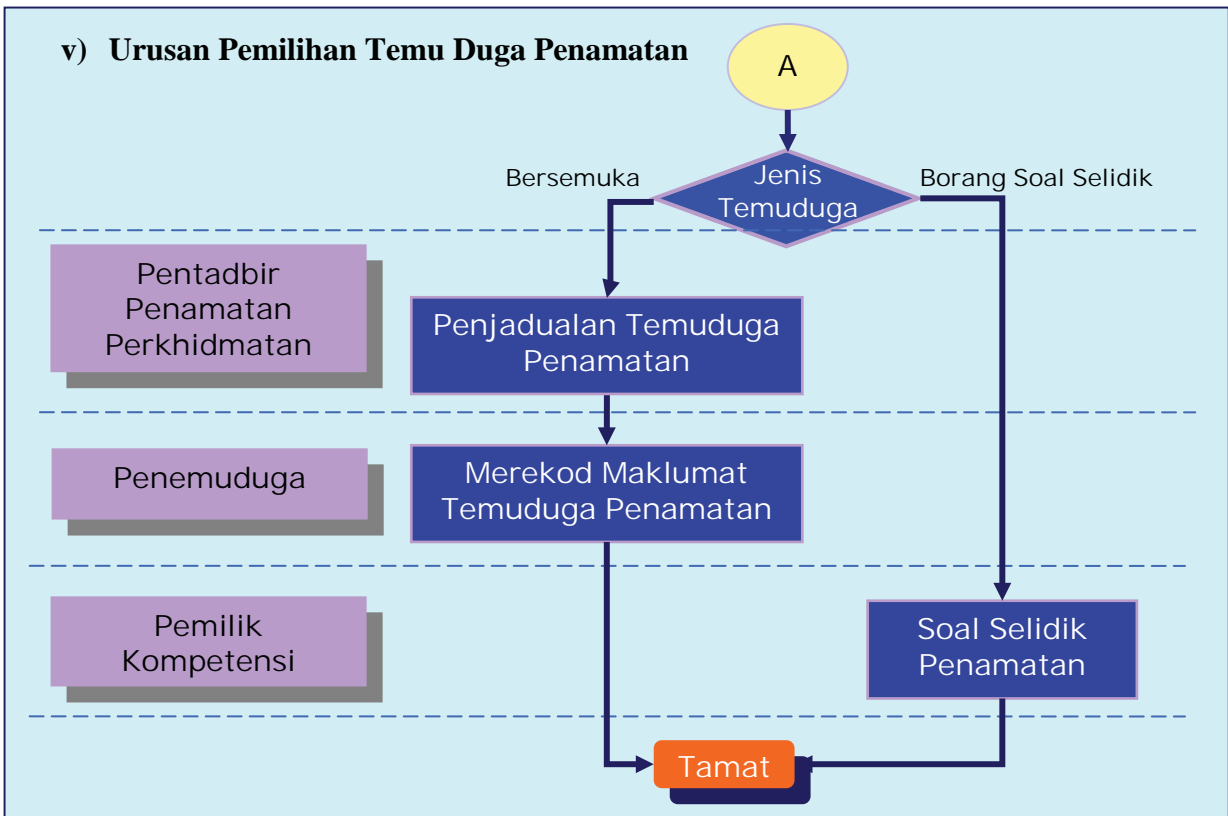 v) Urusan Pemilihan Temu Duga Penamatan
A
Bersemuka
Jenis
Temuduga
Borang Soal Selidik
Pentadbir
Penamatan
Perkhidmatan
Penjadualan Temuduga
Penamatan
Penemuduga
Merekod Maklumat
Temuduga Penamatan
Pemilik
Kompetensi
Soal Selidik
Penamatan
Tamat